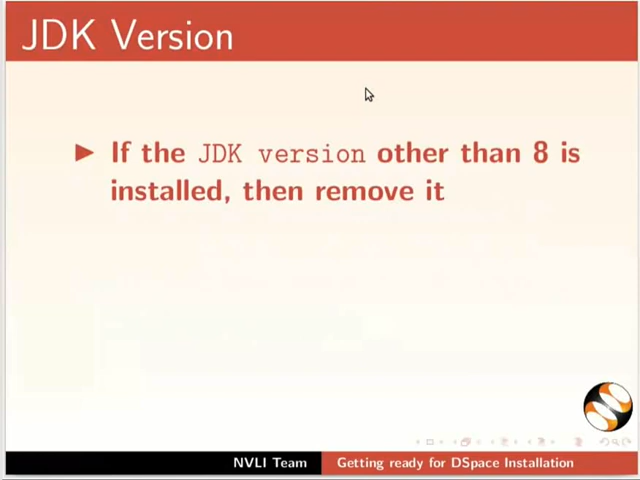 JDK Version
If the JDK version other than 8 is
installed, then remove it
NVLI Team
Getting ready for DSpace Installation